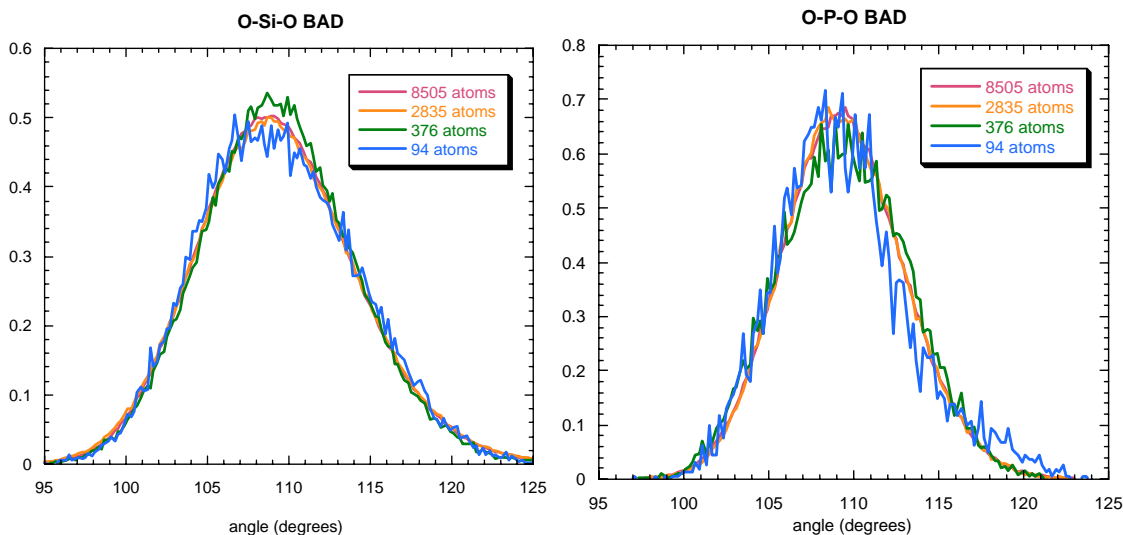 O-Si-O BAD
0.6
0.5
0.4
0.3
0.2
0.1
0
95
100
105
110
115
120
125
angle (degrees)
8505 atoms
2835 atoms
376 atoms
94 atoms
O-P-O BAD
0.8
0.7
0.6
0.5
0.4
0.3
0.2
0.1
0
95
100
105
110
115
120
125
angle (degrees)
8505 atoms
2835 atoms
376 atoms
94 atoms